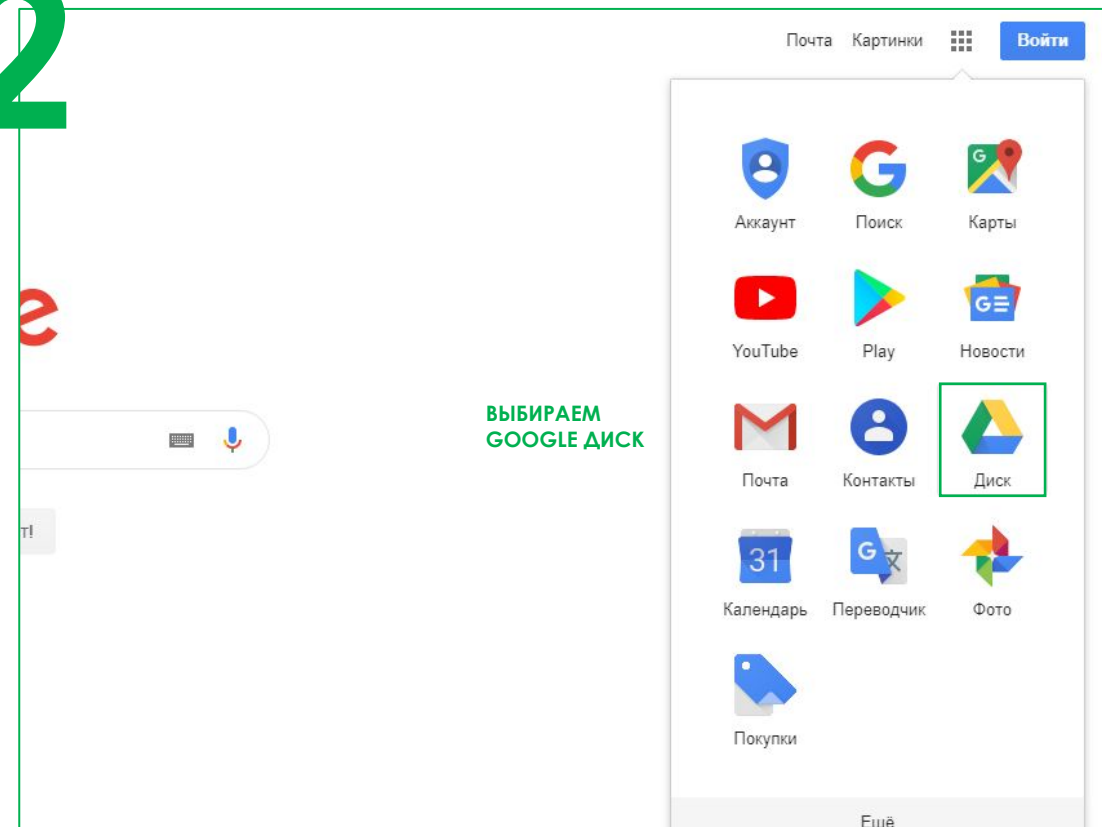 2
Почта Картинки Войти
G
Аккаунт Поиск Карты
G
YouTube Play Новости
ВЫБИРАЕМ
GOOGLE ДИСК
Почта Контакты Диск
e
т!
31 G 文
Календарь Переводчик Фото
Покупки
Ещё